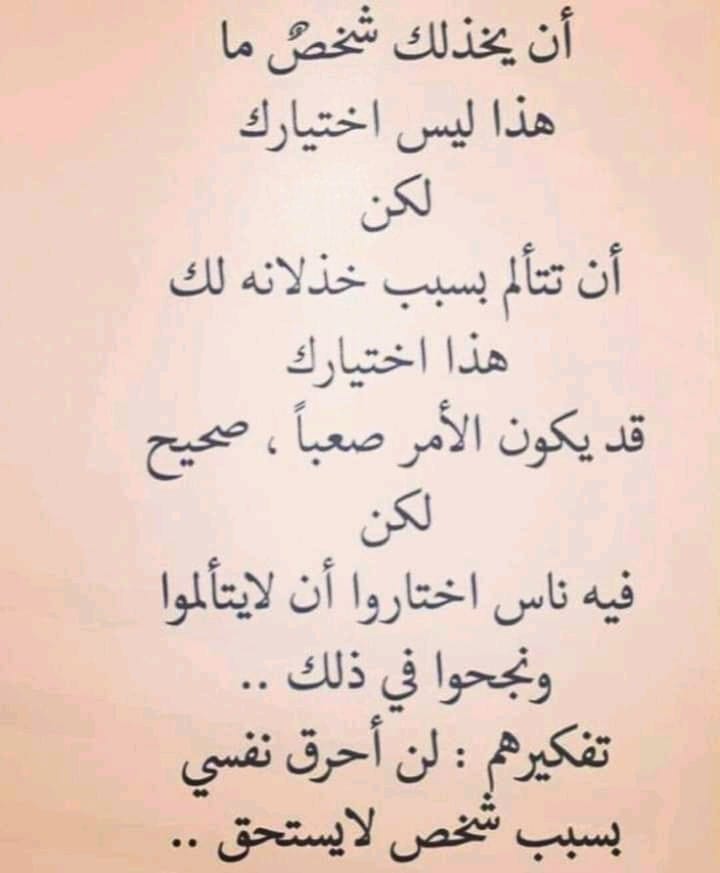 أن يخذلك شخصٌ ما
هذا ليس اختيارك
لكن
أن تتألم بسبب خذلانه لك
هذا اختيارك
قد يكون الأمر صعباً ، صحيح
لكن
فيه ناس اختاروا أن لايتألموا
ونجحوا في ذلك ..
تفكيرهم : لن أحرق نفسي
بسبب شخص لايستحق ..